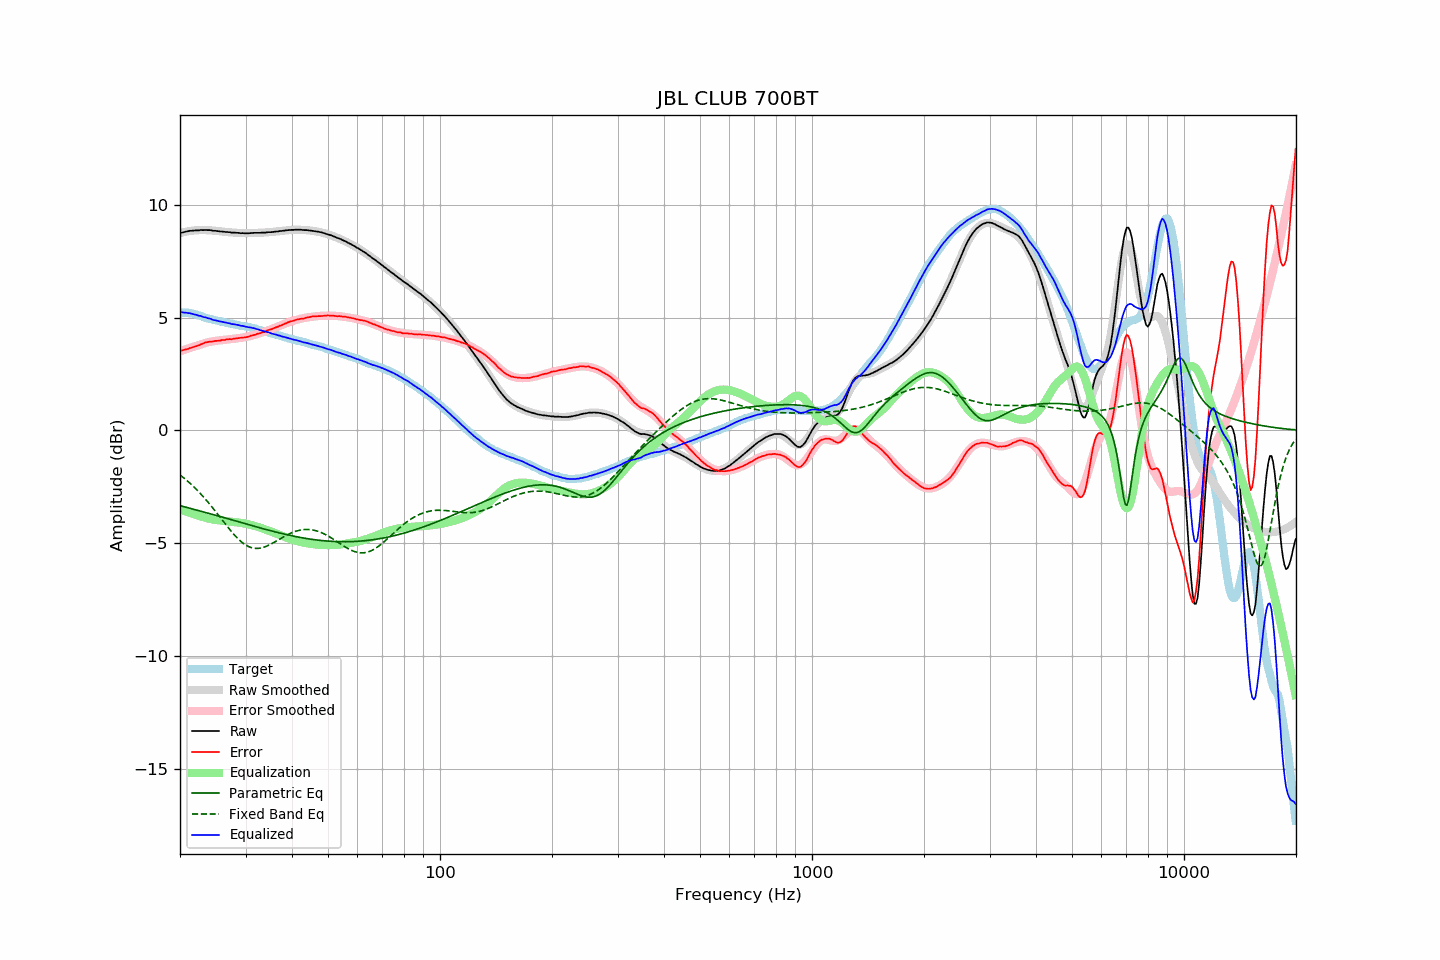 JBL CLUB 700BT
Amplitude (dBr)
10
5
0
−5
−10
−15
Target
Raw Smoothed
Error Smoothed
Raw
Error
Equalization
Parametric Eq
Fixed Band Eq
Equalized
100
1000
10000
Frequency (Hz)